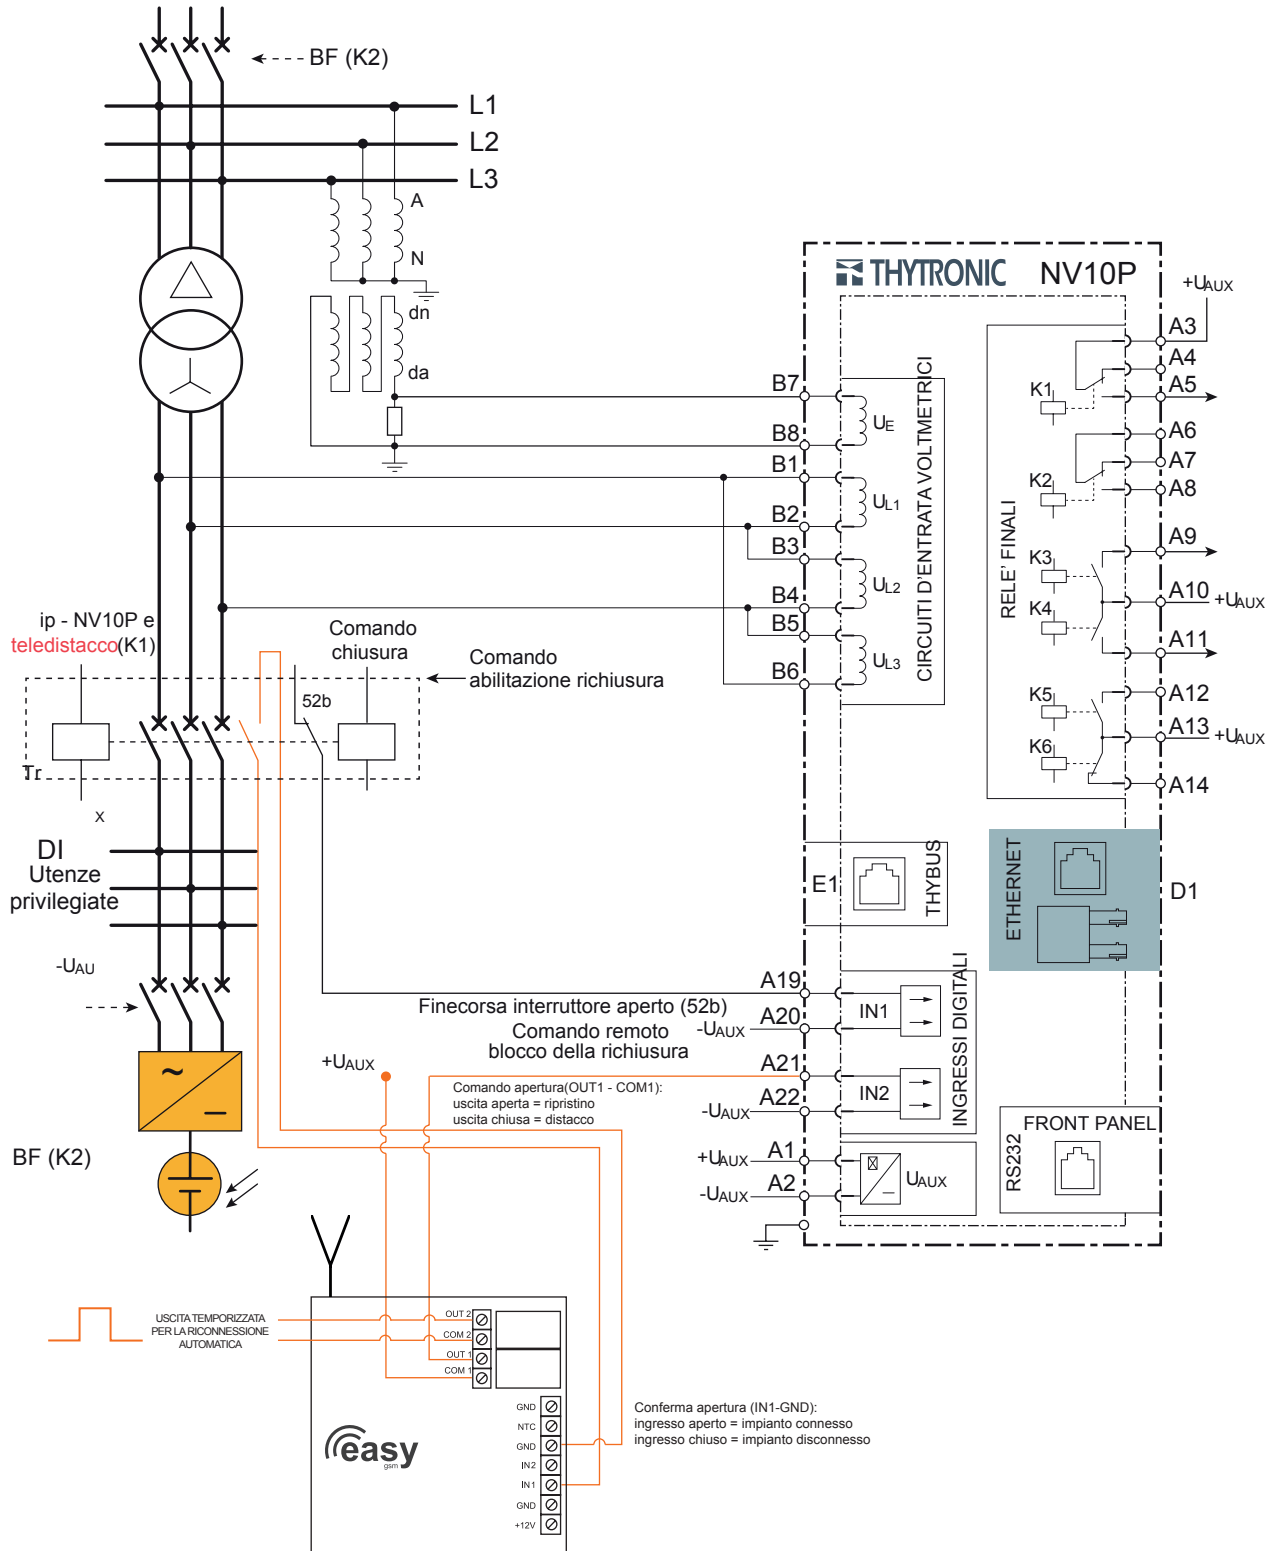 BF (K2)
L1
L2
L3
A
N
dn
da
THYTRONIC NV10P
+UAUX
B7
B8
B1
B2
B3
B4
B5
B6
UE
UL1
UL2
UL3
CIRCUITI D'ENTRATA VOLTMETRICI
RELE' FINALI
K1
K2
K3
K4
K5
K6
A3
A4
A5
A6
A7
A8
A9
A10 +UAUX
A11
A12
A13 +UAUX
A14
ip - NV10P e
teledistacco(K1)
Comando
chiusura
Comando
abilitazione richiusura
52b
Tr
x
DI
Utenze
privilegiate
-UAU
E1
THYBUS
ETHERNET
D1
A19
Finecorsa interruttore aperto (52b)
-UAUX A20
Comando remoto
blocco della richiusura
A21
-UAUX A22
IN1
IN2
INGRESSI DIGITALI
+UAUX
Comando apertura(OUT1 - COM1):
uscita aperta = ripristino
uscita chiusa = distacco
+UAUX A1
-UAUX A2
UAUX
FRONT PANEL
RS232
BF (K2)
~
–
USCITA TEMPORIZZATA
PER LA RICONNESSIONE
AUTOMATICA
OUT 2
COM 2
OUT 1
COM 1
GND
NTC
GND
IN2
IN1
GND
+12V
easy
gsm
Conferma apertura (IN1-GND):
ingresso aperto = impianto connesso
ingresso chiuso = impianto disconnesso